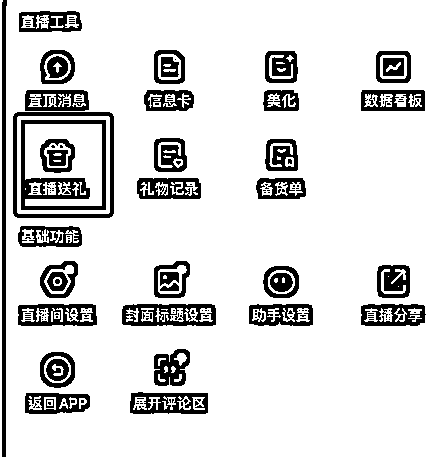 直播工具
置顶消息 信息卡 美化 数据看板
直播送礼 礼物记录 备货单
基础功能
直播间设置 封面标题设置 助手设置 直播分享
返回APP 展开评论区